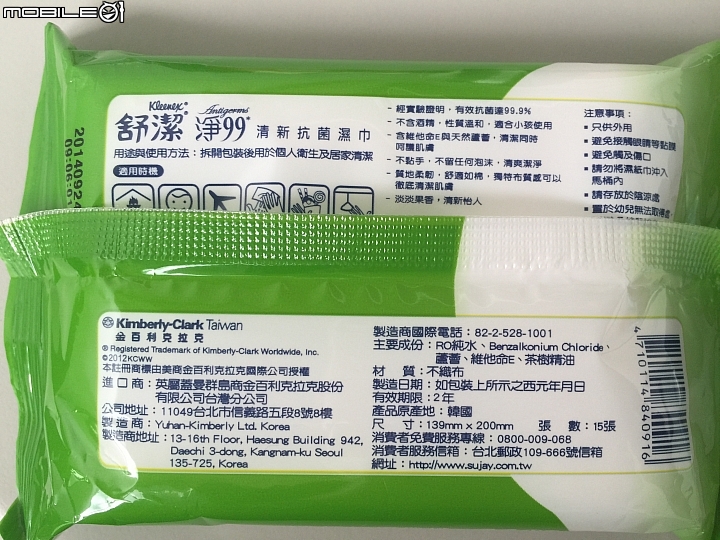 MOBILE01
Kleenex
Antigerms
舒潔 淨99 清新抗菌濕巾
用途與使用方法：拆開包裝後用於個人衛生及居家清潔
適用時機
20140924
- 經實驗證明，有效抗菌達99.9%
- 不含酒精，性質溫和，適合小孩使用
- 含維他命E與天然蘆薈，清潔同時
呵護肌膚
- 不黏手，不留任何泡沫，清爽潔淨
- 質地柔韌，舒適如棉，獨特布質感可以
徹底清潔肌膚
- 淡淡果香，清新怡人
注意事項：
▪ 只供外用
▪ 避免接觸眼睛等黏膜
▪ 避免觸及傷口
▪ 請勿將濕紙巾沖入
馬桶內
▪ 請存放於陰涼處
▪ 置於幼兒無法取得處
Kimberly-Clark Taiwan
金百利克拉克
® Registered Trademark of Kimberly-Clark Worldwide, Inc.
©2012KCWW
本註冊商標由美商金百利克拉克國際公司授權
進口商：英屬蓋曼群島商金百利克拉克股份
有限公司台灣分公司
公司地址：11049台北市信義路五段8號8樓
製造商：Yuhan-Kimberly Ltd. Korea
製造商地址：13-16th Floor, Haesung Building 942,
Daechi 3-dong, Kangnam-ku Seoul
135-725, Korea
製造商國際電話：82-2-528-1001
主要成份：RO純水、Benzalkonium Chloride、
蘆薈、維他命E、茶樹精油
材　　質：不織布
製造日期：如包裝上所示之西元年月日
有效期限：2年
產品原產地：韓國
尺　　寸：139mm × 200mm　張　　數：15張
消費者免費服務專線：0800-009-068
消費者服務信箱：台北郵政109-666號信箱
網址：http://www.sujay.com.tw
4710114840916